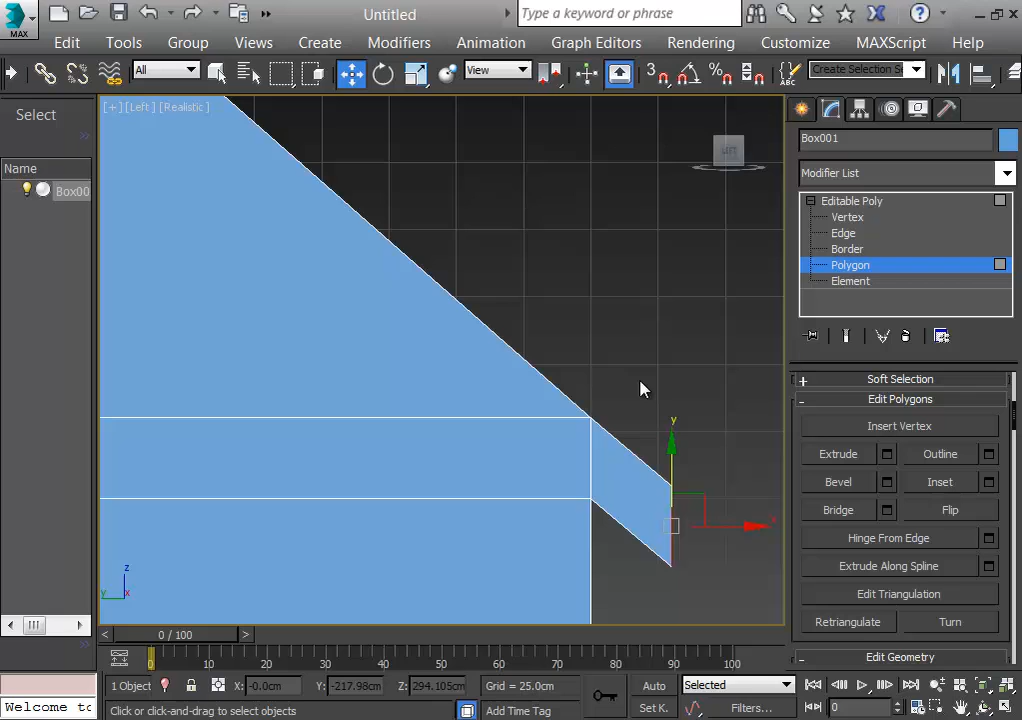 MAX
Untitled
Type a keyword or phrase
Edit Tools Group Views Create Modifiers Animation Graph Editors Rendering Customize MAXScript Help
All
View
3
Create Selection Se
Select
Name
Box00
[+] [Left] [Realistic]
y
x
z
y
x
Box001
Modifier List
Editable Poly
Vertex
Edge
Border
Polygon
Element
+ Soft Selection
- Edit Polygons
Insert Vertex
Extrude Outline
Bevel Inset
Bridge Flip
Hinge From Edge
Extrude Along Spline
Edit Triangulation
Retriangulate Turn
- Edit Geometry
< 0 / 100 >
0 10 20 30 40 50 60 70 80 90 100
1 Object X: -0.0cm Y: -217.98cm Z: 294.105cm Grid = 25.0cm Auto Selected
Welcome to Click or click-and-drag to select objects Add Time Tag Set K. Filters... 0